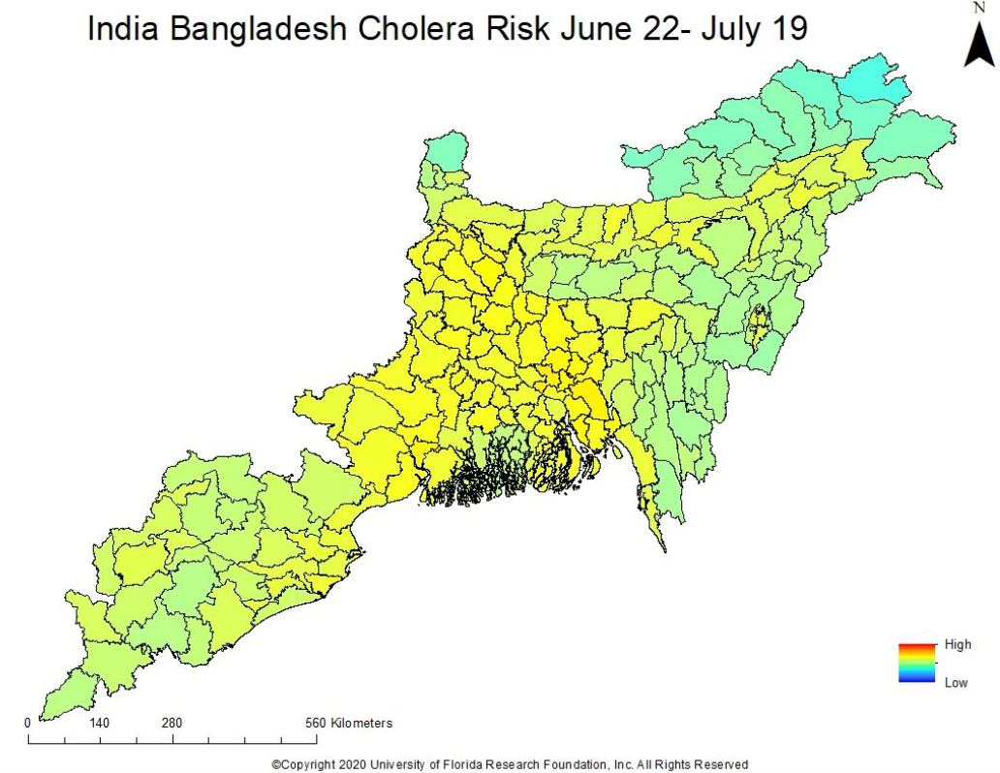 India Bangladesh Cholera Risk June 22- July 19
N
High
Low
0 140 280 560 Kilometers
©Copyright 2020 University of Florida Research Foundation, Inc. All Rights Reserved